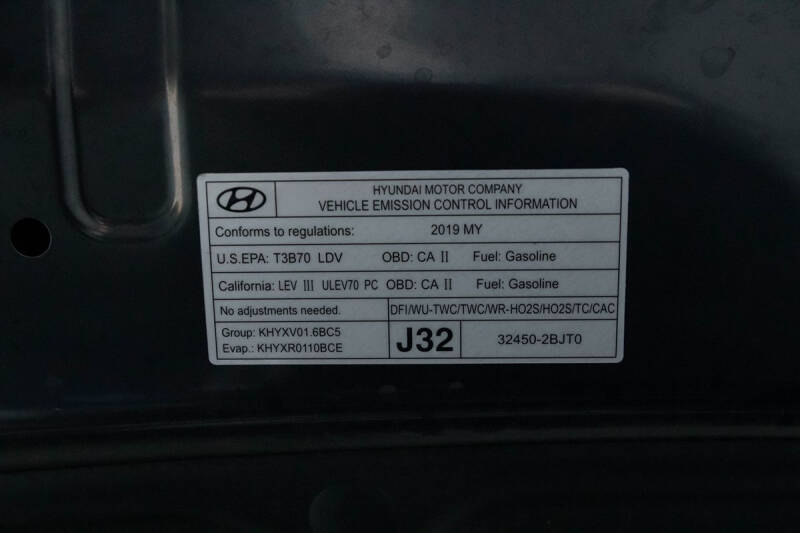 HYUNDAI MOTOR COMPANY
VEHICLE EMISSION CONTROL INFORMATION
Conforms to regulations: 2019 MY
U.S.EPA: T3B70 LDV OBD: CA II Fuel: Gasoline
California: LEV III ULEV70 PC OBD: CA II Fuel: Gasoline
No adjustments needed. DFI/WU-TWC/TWC/WR-HO2S/HO2S/TC/CAC
Group: KHYXV01.6BC5
Evap.: KHYXR0110BCE
J32
32450-2BJT0